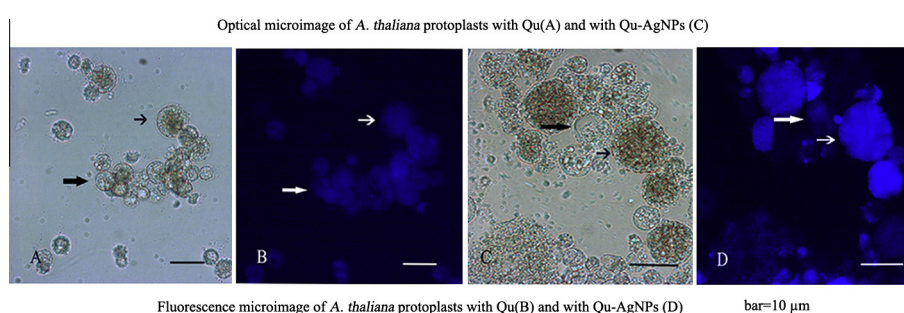 Optical microimage of A. thaliana protoplasts with Qu(A) and with Qu-AgNPs (C)
A B C D
Fluorescence microimage of A. thaliana protoplasts with Qu(B) and with Qu-AgNPs (D) bar=10 µm